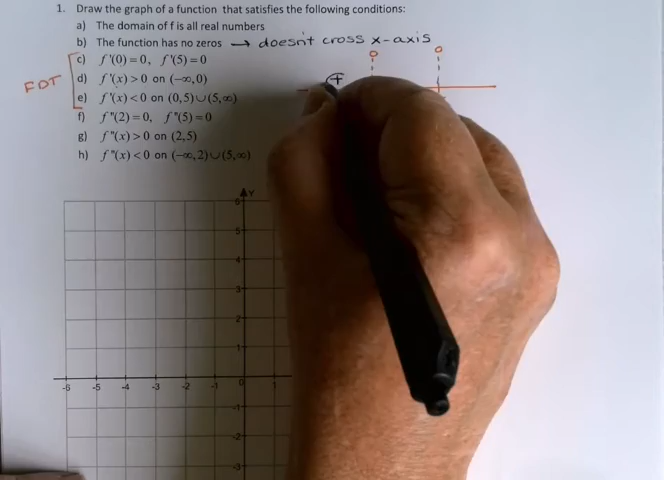 1. Draw the graph of a function that satisfies the following conditions:
a) The domain of f is all real numbers
b) The function has no zeros → doesn't cross x-axis
c) f'(0) = 0, f'(5) = 0
d) f'(x) > 0 on (-∞,0)
e) f'(x) < 0 on (0,5)∪(5,∞)
f) f"(2) = 0, f"(5) = 0
g) f"(x) > 0 on (2,5)
h) f"(x) < 0 on (-∞,2)∪(5,∞)
FDT
0 0
+
Y
6
5
4
3
2
1
-6 -5 -4 -3 -2 -1 0 1
-1
-2
-3